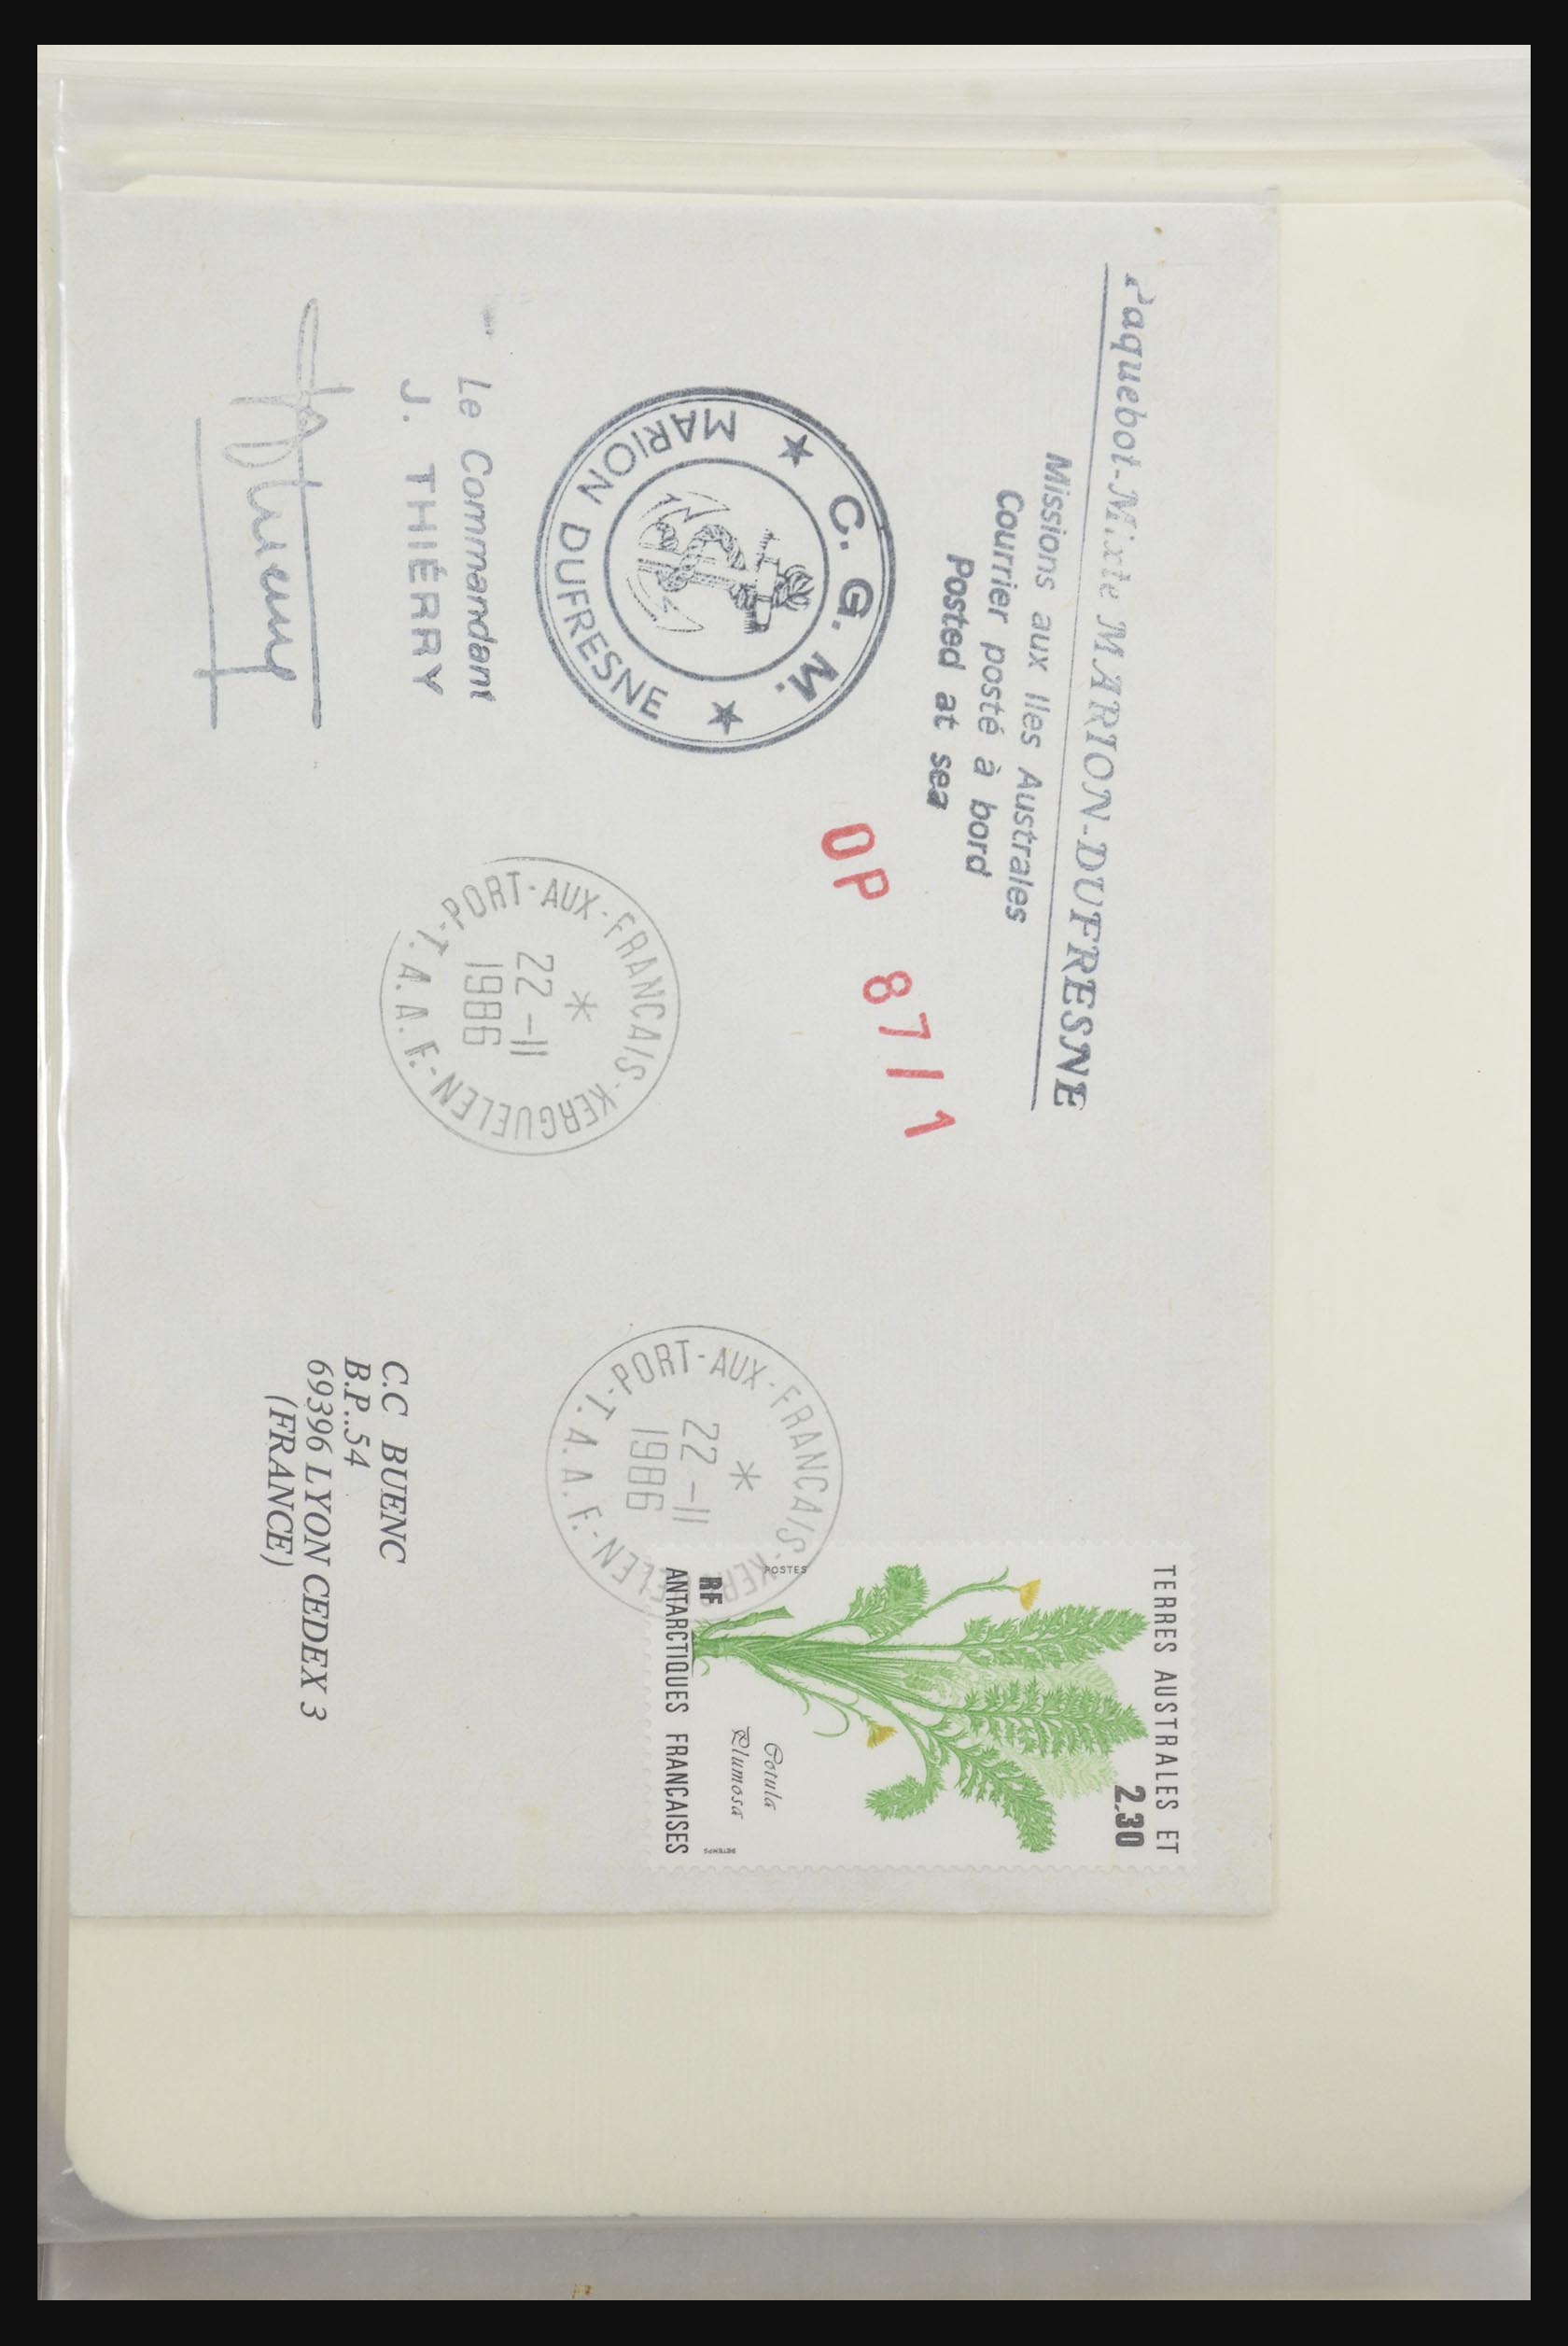 Paquebot-Mixte MARION-DUFRESNE
Missions aux Iles Australes
Courrier posté à bord
Posted at sea
OP 87/1
★ C. G. M. ★
MARION DUFRESNE
Le Commandant
J. THIÉRRY
PORT-AUX-FRANCAIS-KERGUELEN
*
22-11
1986
T.A.A.F.
PORT-AUX-FRANCAIS-KERGUELEN
*
22-11
1986
T.A.A.F.
TERRES AUSTRALES ET
2.30
POSTES
Cotula
Plumosa
RF
BETEMPS
ANTARCTIQUES FRANCAISES
C.C BUENC
B.P..54
69396 LYON CEDEX 3
(FRANCE)